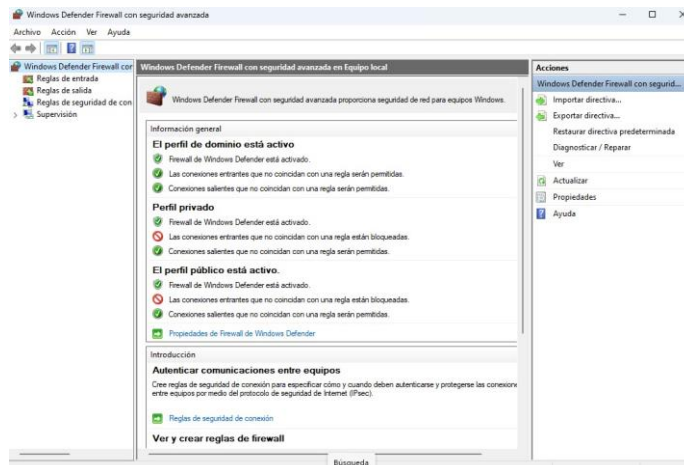 Windows Defender Firewall con seguridad avanzada
Archivo Acción Ver Ayuda
Windows Defender Firewall con
Reglas de entrada
Reglas de salida
Reglas de seguridad de con
Supervisión
Windows Defender Firewall con seguridad avanzada en Equipo local
Windows Defender Firewall con seguridad avanzada proporciona seguridad de red para equipos Windows.
Información general
El perfil de dominio está activo
Firewall de Windows Defender está activado.
Las conexiones entrantes que no coincidan con una regla serán permitidas.
Conexiones salientes que no coincidan con una regla serán permitidas.
Perfil privado
Firewall de Windows Defender está activado.
Las conexiones entrantes que no coincidan con una regla están bloqueadas.
Conexiones salientes que no coincidan con una regla serán permitidas.
El perfil público está activo.
Firewall de Windows Defender está activado.
Las conexiones entrantes que no coincidan con una regla están bloqueadas.
Conexiones salientes que no coincidan con una regla serán permitidas.
Propiedades de Firewall de Windows Defender
Introducción
Autenticar comunicaciones entre equipos
Cree reglas de seguridad de conexión para especificar cómo y cuando deben autenticarse y protegerse las conexione
entre equipos por medio del protocolo de seguridad de Internet (IPsec).
Reglas de seguridad de conexión
Ver y crear reglas de firewall
Acciones
Windows Defender Firewall con segurid...
Importar directiva...
Exportar directiva...
Restaurar directiva predeterminada
Diagnosticar / Reparar
Ver
Actualizar
Propiedades
Ayuda
Búsqueda